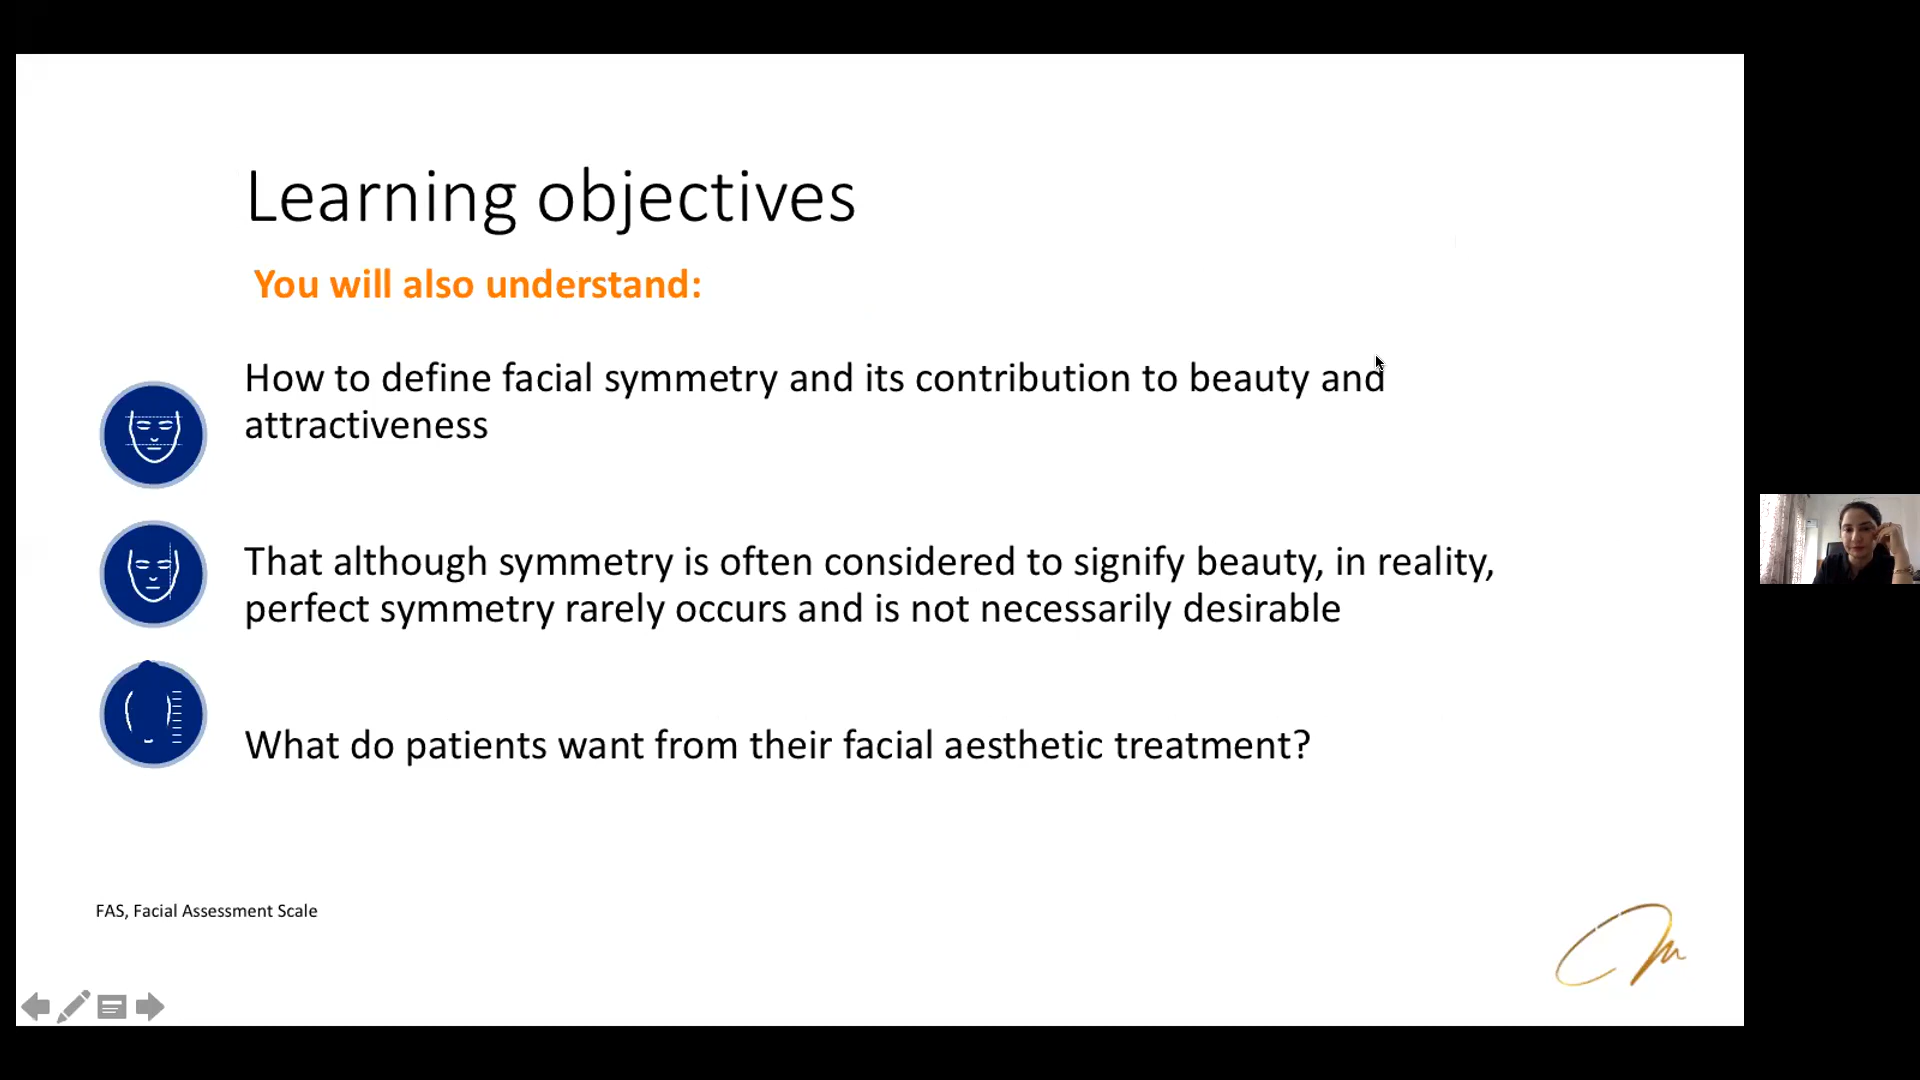 Learning objectives
You will also understand:
How to define facial symmetry and its contribution to beauty and
attractiveness
That although symmetry is often considered to signify beauty, in reality,
perfect symmetry rarely occurs and is not necessarily desirable
What do patients want from their facial aesthetic treatment?
FAS, Facial Assessment Scale